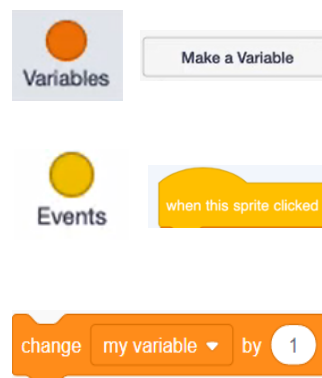 Variables
Make a Variable
Events
when this sprite clicked
change my variable by 1